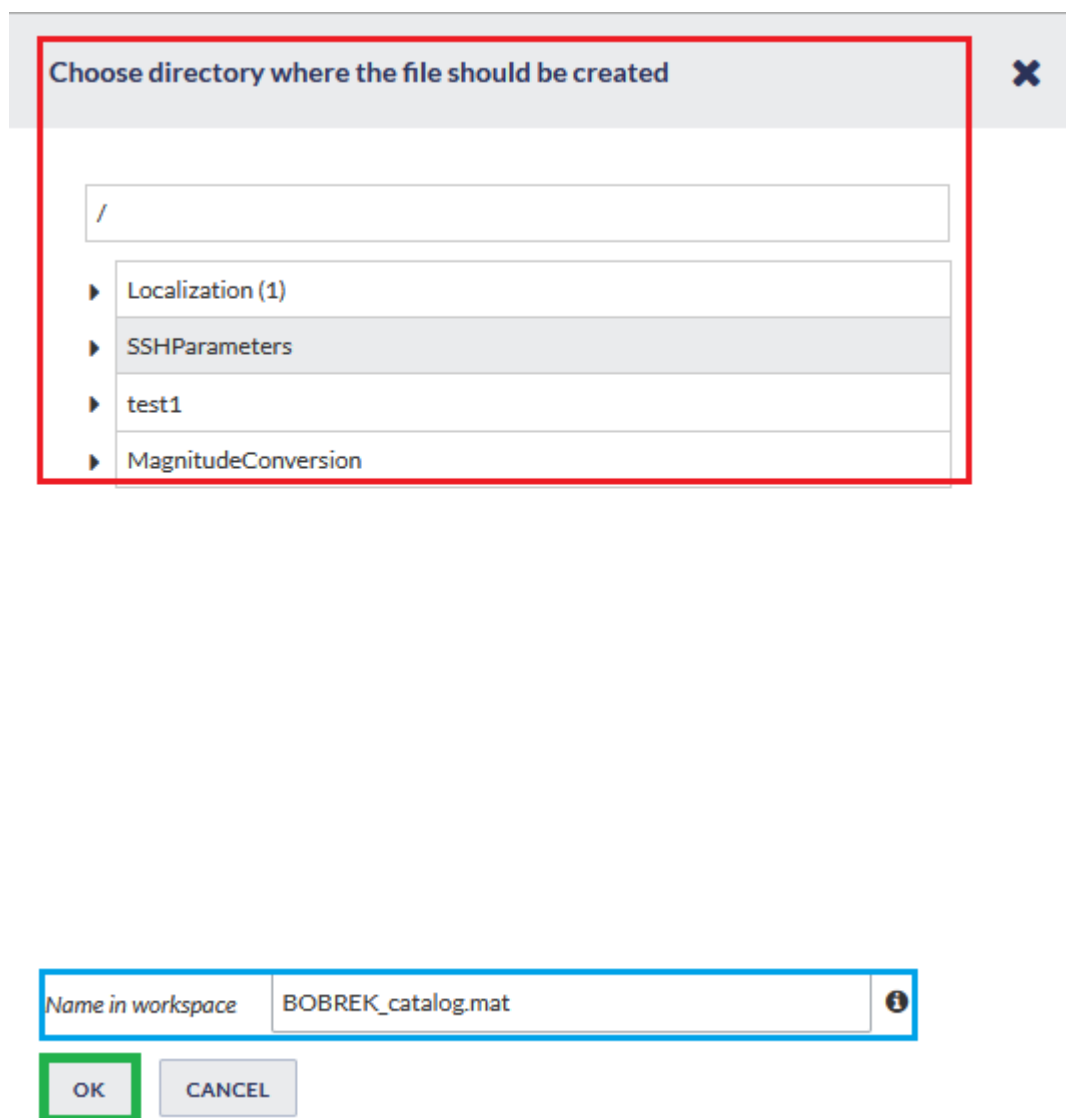 Choose directory where the file should be created
/
Localization (1)
SSHParameters
test1
MagnitudeConversion
Name in workspace BOBREK_catalog.mat
OK CANCEL